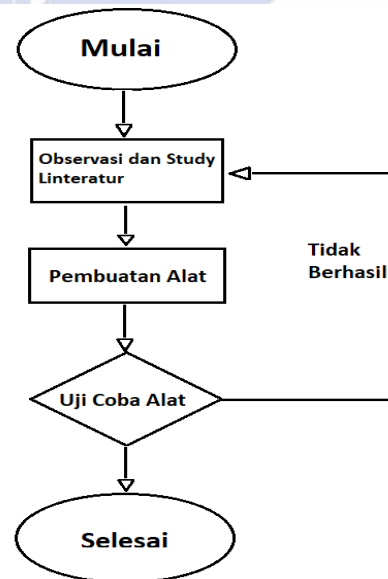 Mulai
Observasi dan Study
Linteratur
Tidak
Berhasil
Pembuatan Alat
Uji Coba Alat
Selesai